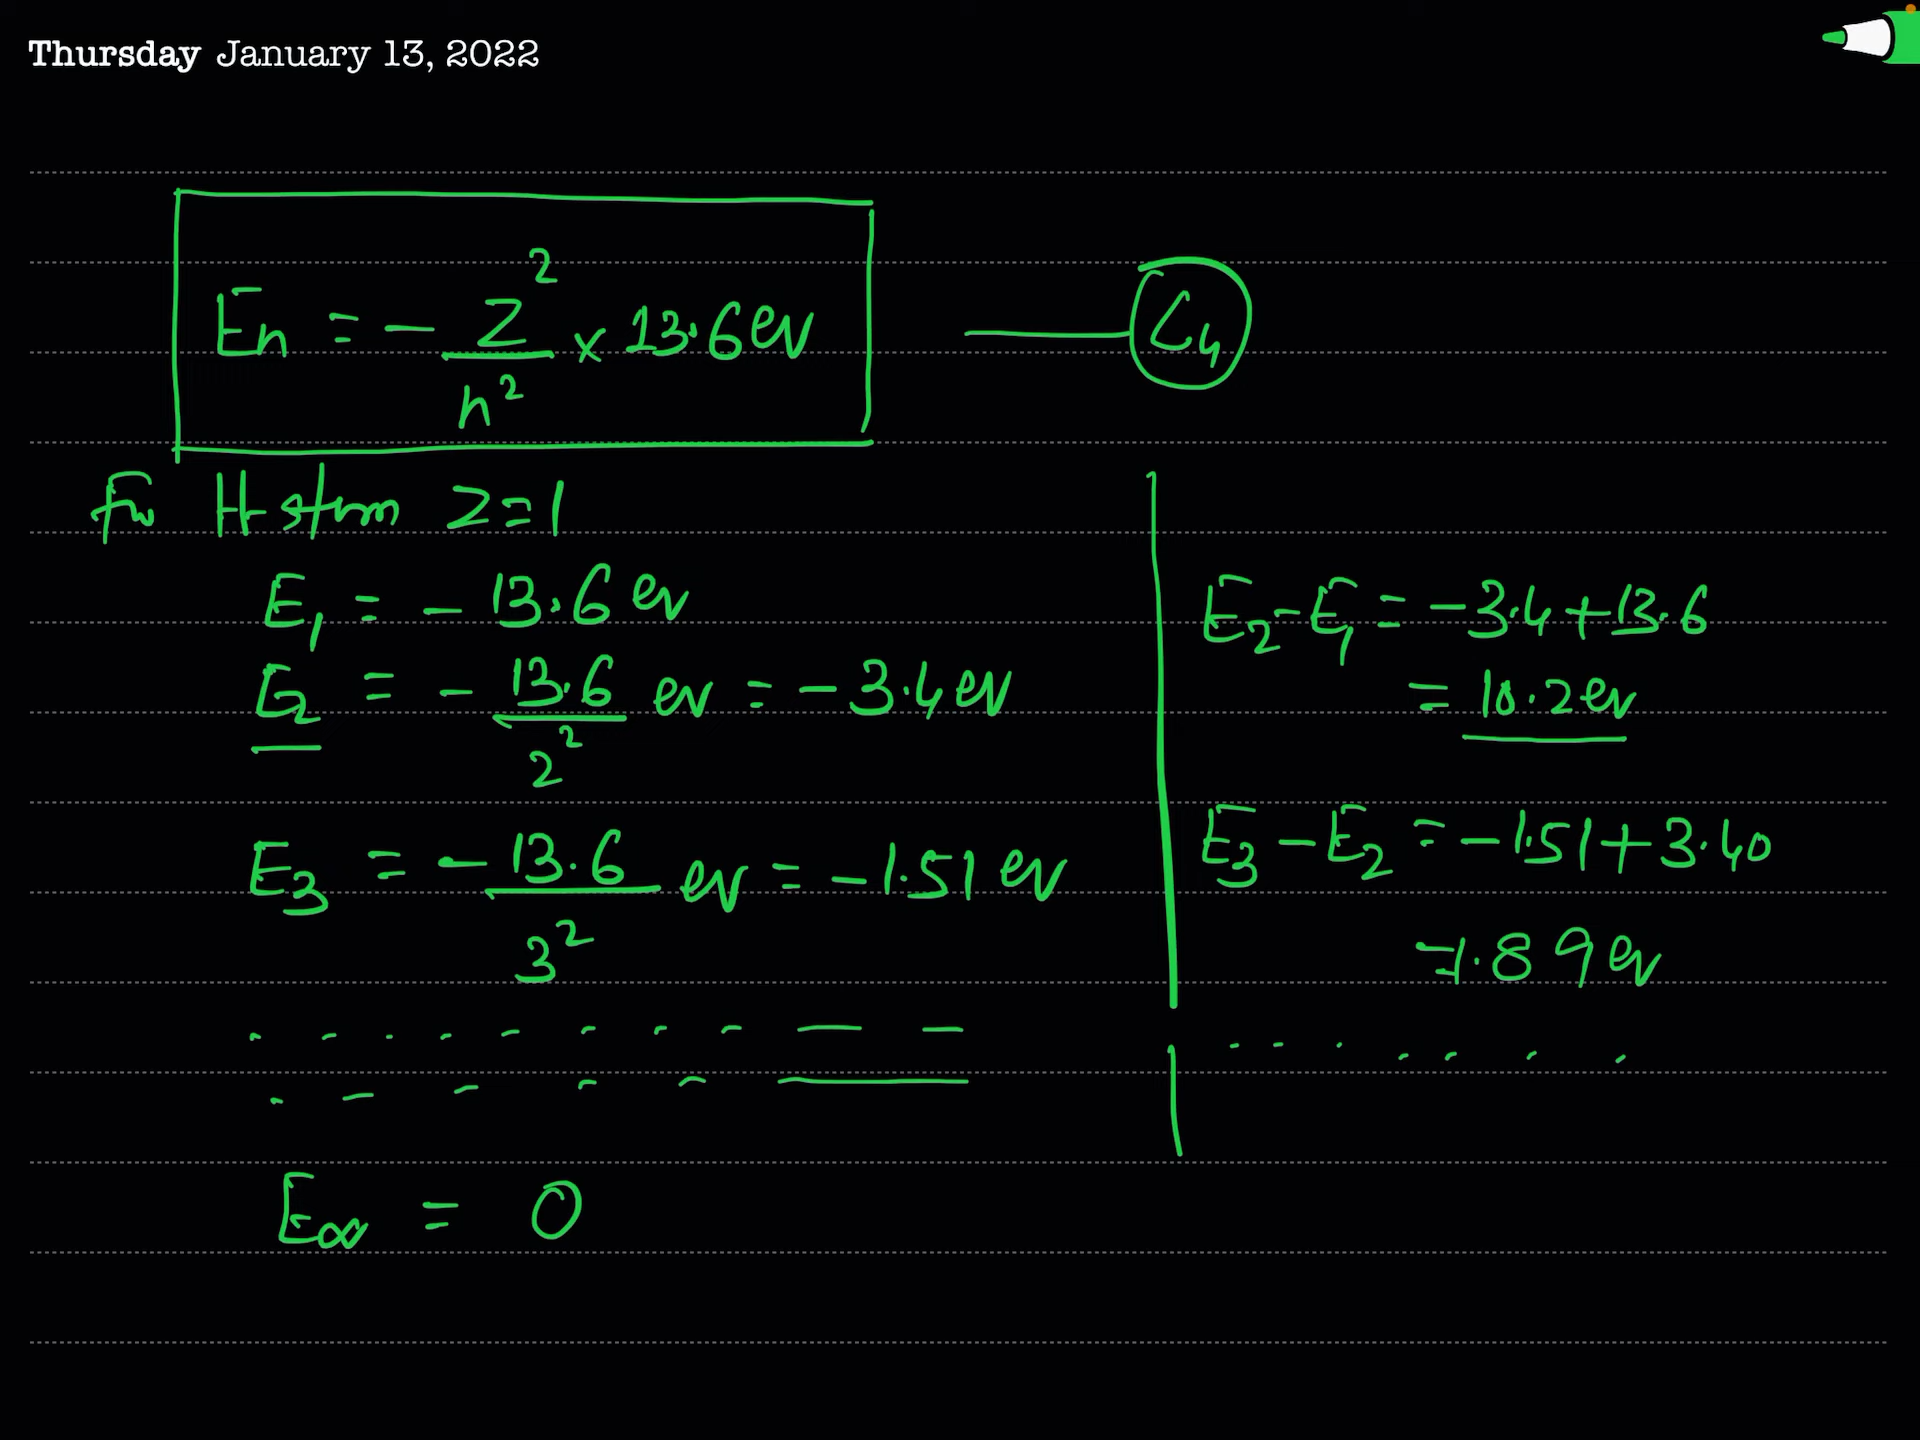 Thursday January 13, 2022
En = - Z²/n² × 13.6 ev — C4
For H atom Z=1
E₁ = - 13.6 ev
E₂ = - 13.6/2² ev = - 3.4 ev
E₃ = - 13.6/3² ev = - 1.51 ev
E∞ = 0
E₂ - E₁ = - 3.4 + 13.6
= 10.2 ev
E₃ - E₂ = - 1.51 + 3.40
= 1.89 ev